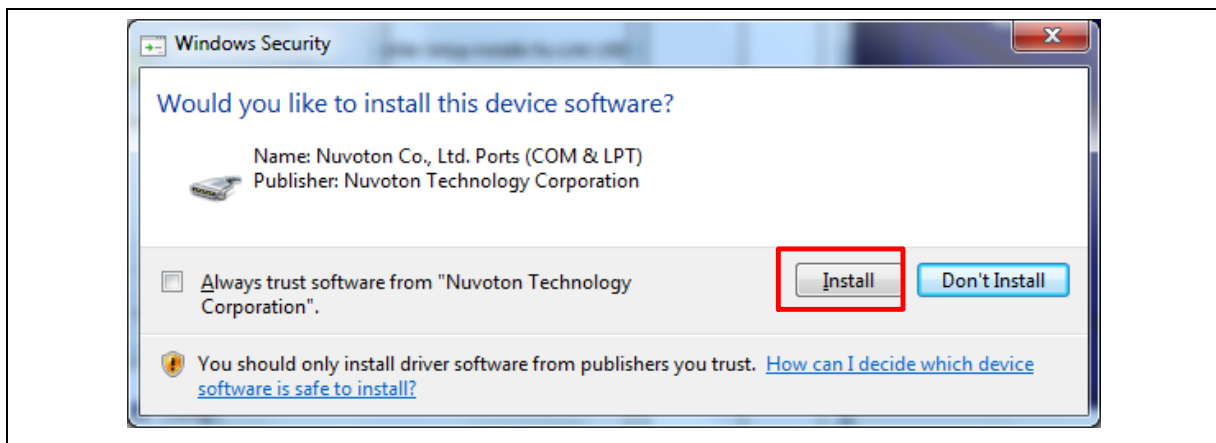 Windows Security
Would you like to install this device software?
Name: Nuvoton Co., Ltd. Ports (COM & LPT)
Publisher: Nuvoton Technology Corporation
Always trust software from "Nuvoton Technology
Corporation".
Install
Don't Install
You should only install driver software from publishers you trust. How can I decide which device
software is safe to install?